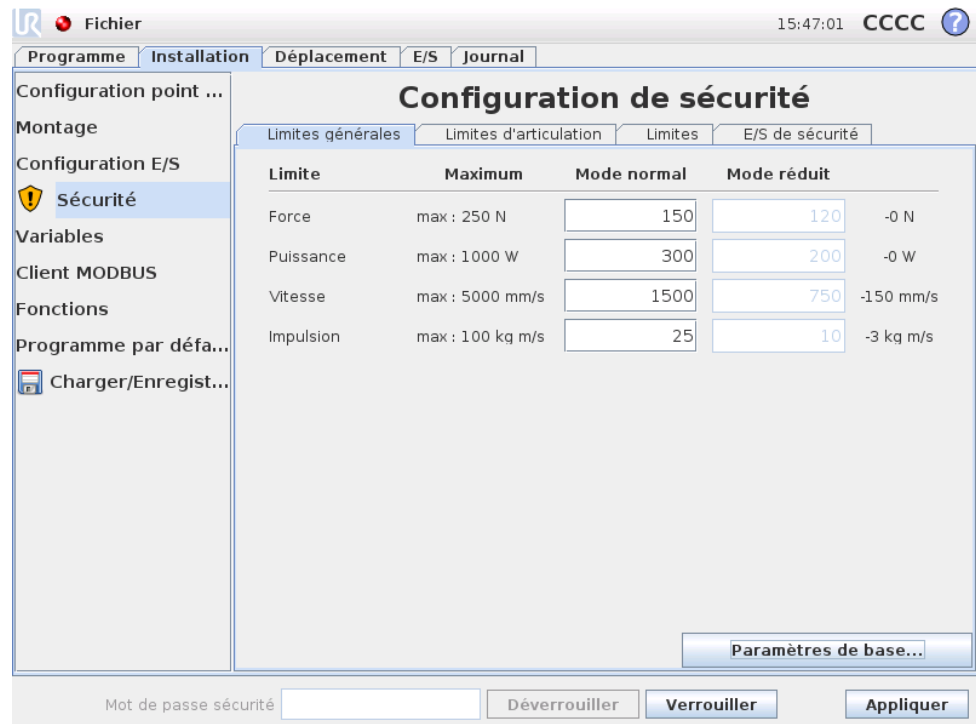 UR Fichier 15:47:01 CCCC ?
Programme Installation Déplacement E/S Journal
Configuration point ...
Montage
Configuration E/S
Sécurité
Variables
Client MODBUS
Fonctions
Programme par défa...
Charger/Enregist...
Configuration de sécurité
Limites générales Limites d'articulation Limites E/S de sécurité
Limite Maximum Mode normal Mode réduit
Force max : 250 N 150 120 -0 N
Puissance max : 1000 W 300 200 -0 W
Vitesse max : 5000 mm/s 1500 750 -150 mm/s
Impulsion max : 100 kg m/s 25 10 -3 kg m/s
Paramètres de base...
Mot de passe sécurité Déverrouiller Verrouiller Appliquer